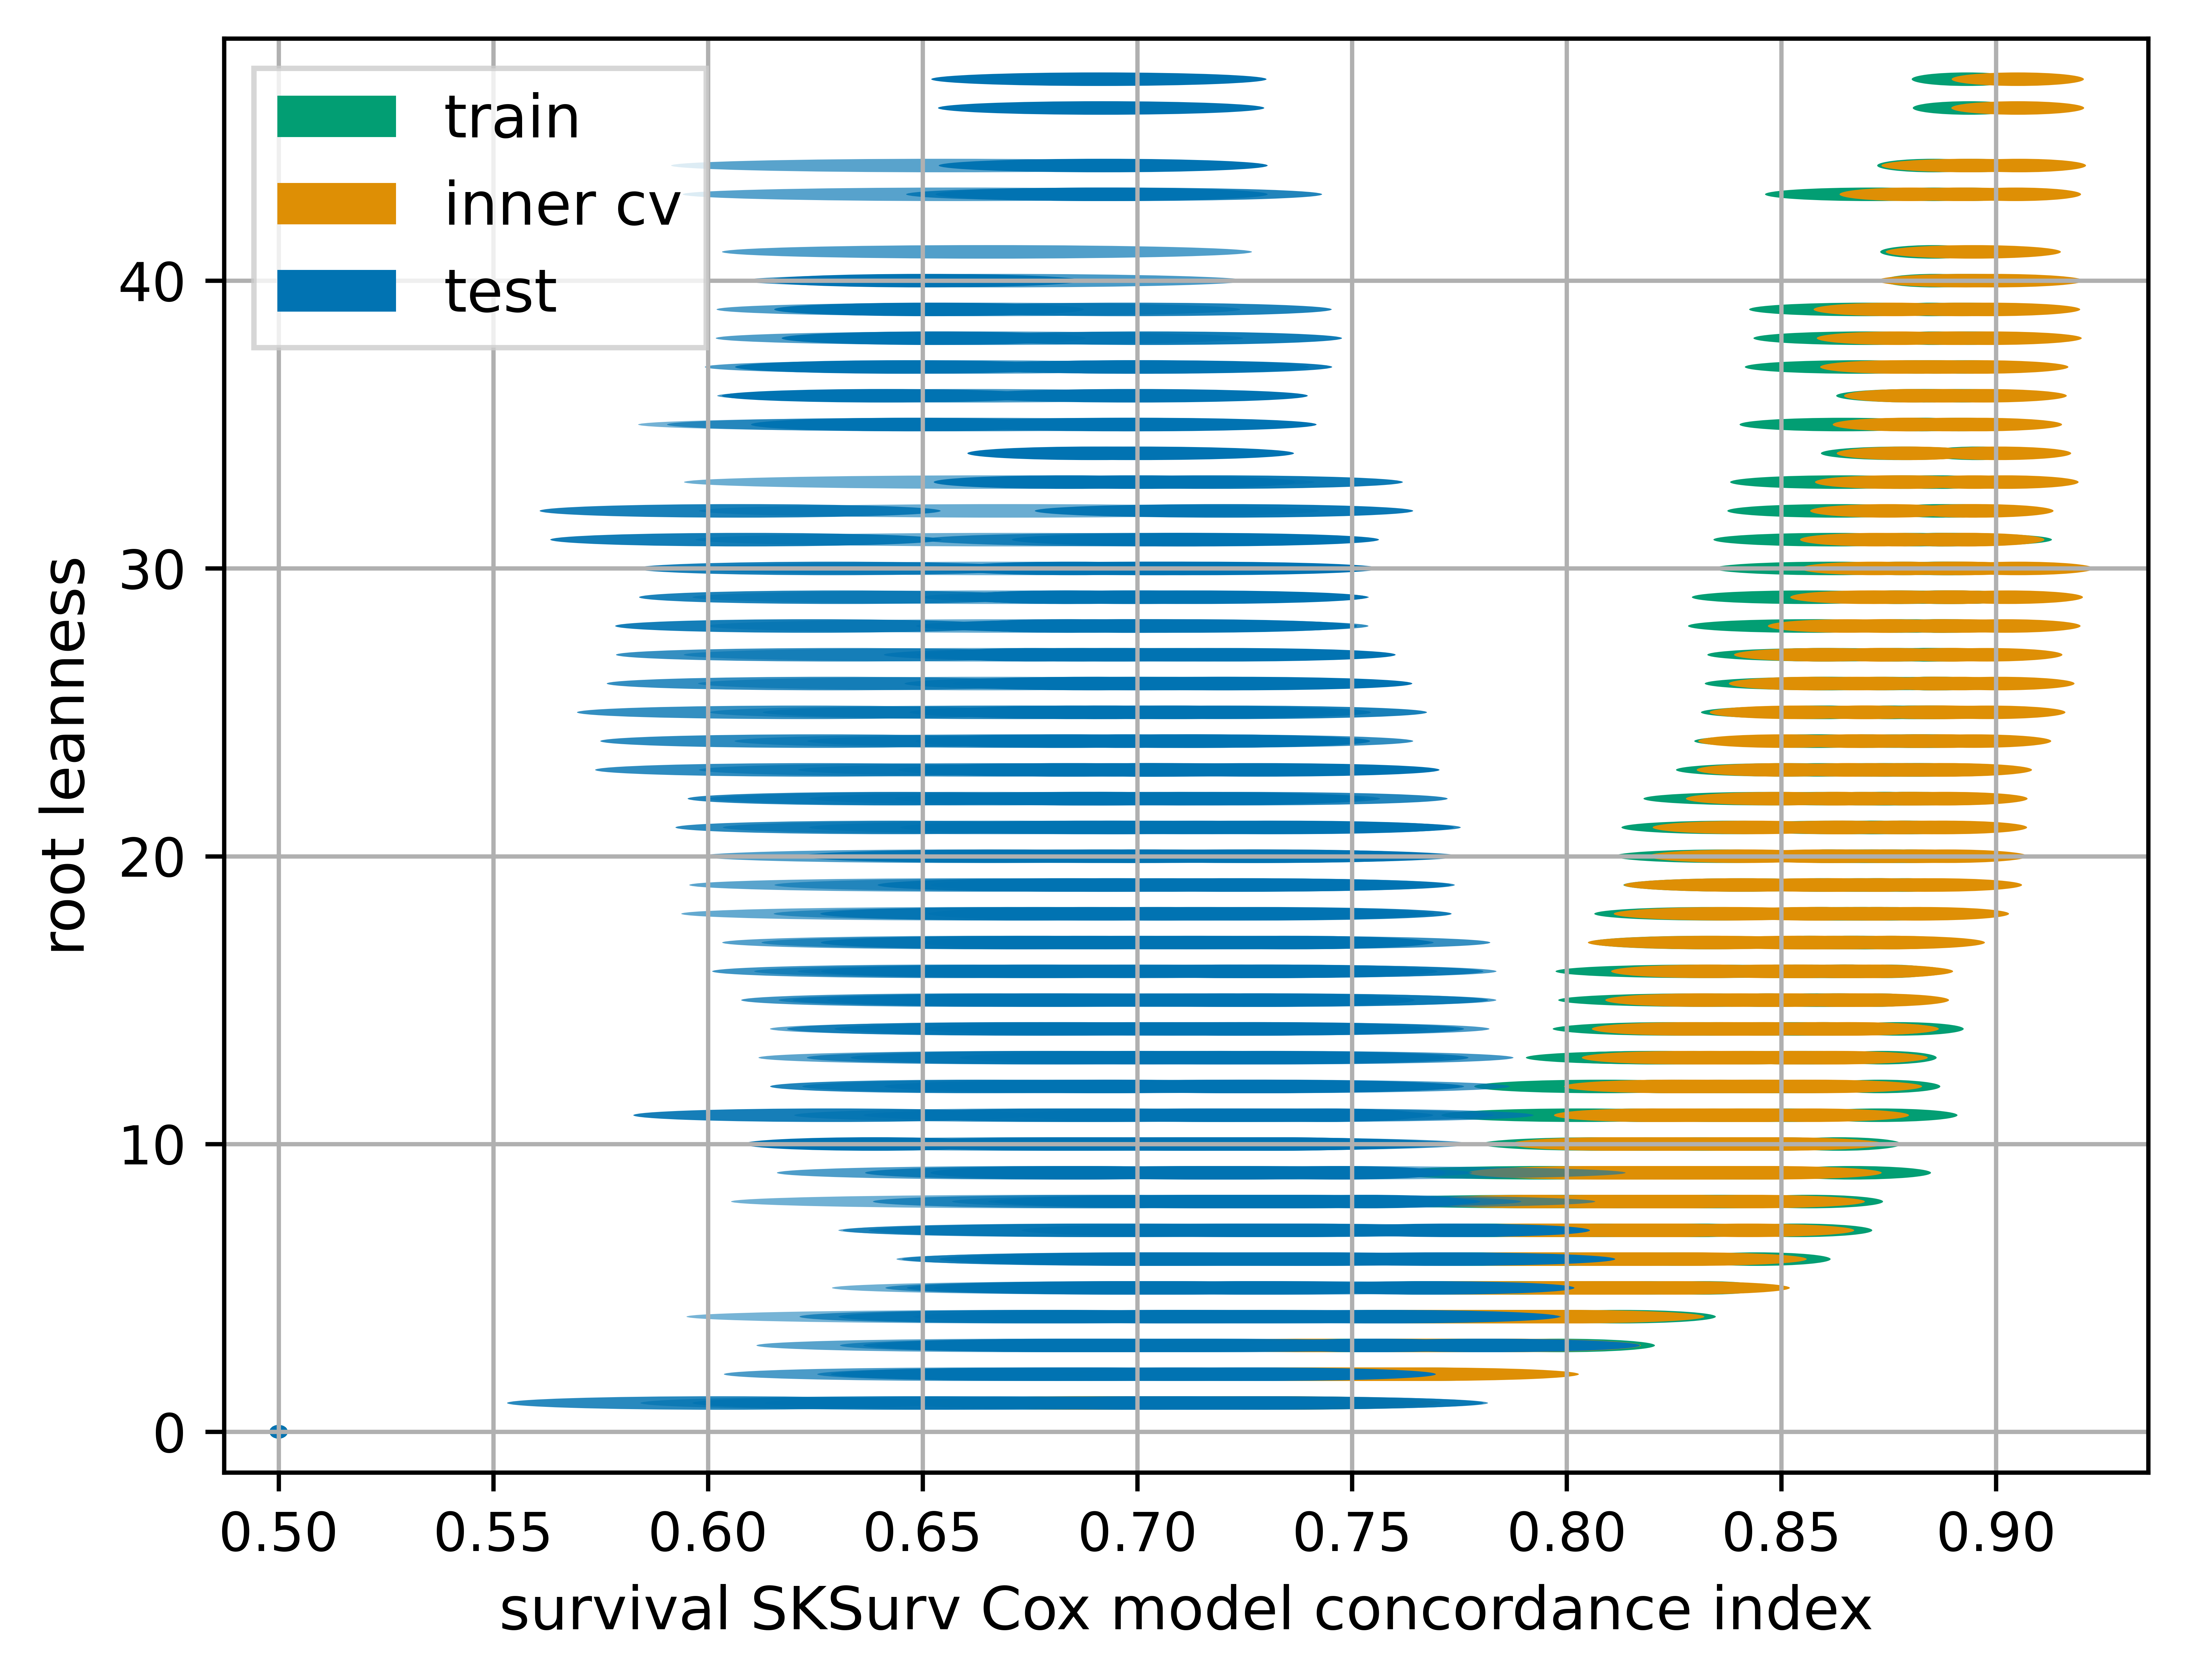 train
inner cv
test
40
30
20
10
0
root leanness
0.50 0.55 0.60 0.65 0.70 0.75 0.80 0.85 0.90
survival SKSurv Cox model concordance index